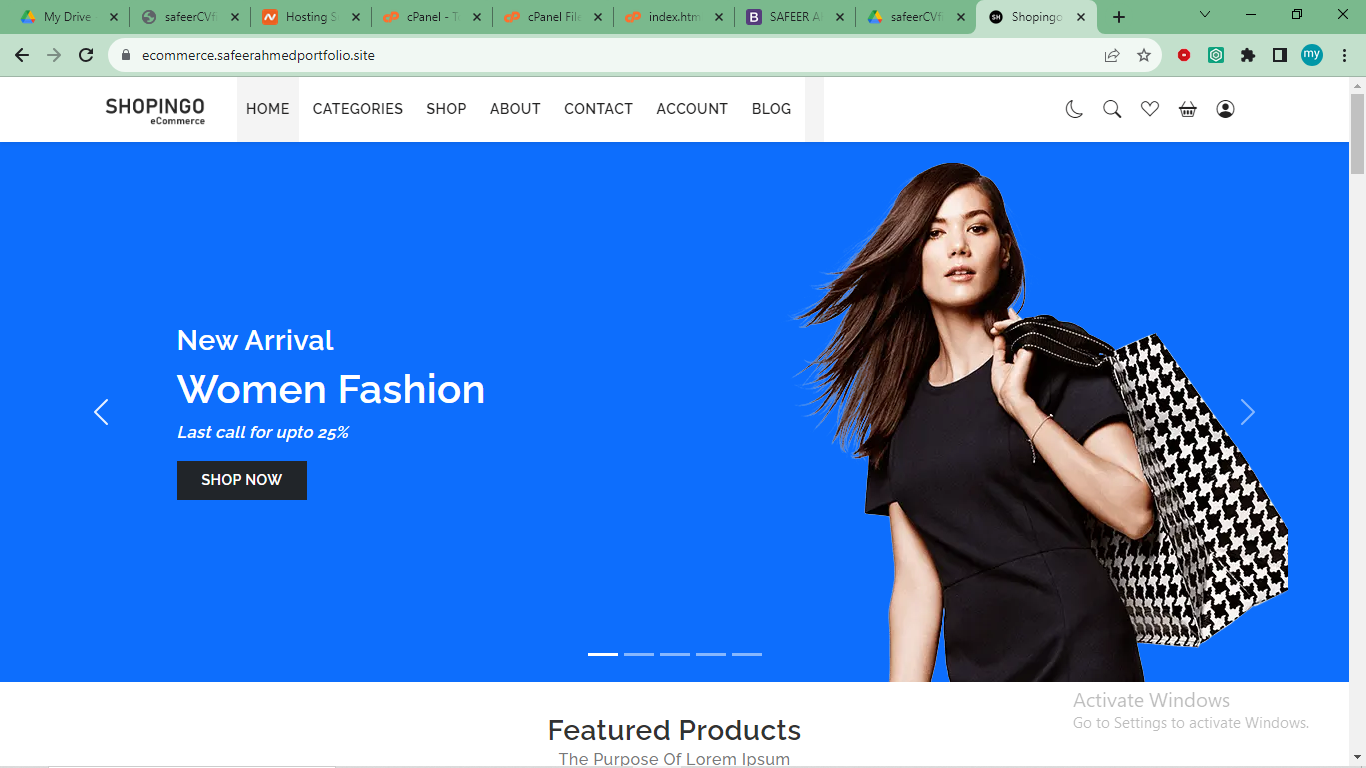 My Drive
safeerCVfi
Hosting S
cPanel - T
cPanel File
index.htm
SAFEER A
safeerCVfi
Shopingo
ecommerce.safeerahmedportfolio.site
my
SHOPINGO
eCommerce
HOME
CATEGORIES
SHOP
ABOUT
CONTACT
ACCOUNT
BLOG
New Arrival
Women Fashion
Last call for upto 25%
SHOP NOW
Featured Products
The Purpose Of Lorem Ipsum
Activate Windows
Go to Settings to activate Windows.